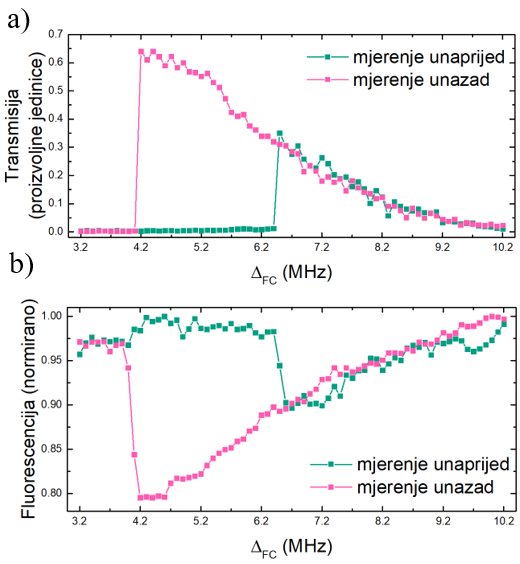 a)
Transmisija
(proizvoljne jedinice)
0.7
0.6
0.5
0.4
0.3
0.2
0.1
0.0
mjerenje unaprijed
mjerenje unazad
3.2 4.2 5.2 6.2 7.2 8.2 9.2 10.2
Δ_FC (MHz)
b)
Fluorescencija (normirano)
1.00
0.95
0.90
0.85
0.80
mjerenje unaprijed
mjerenje unazad
3.2 4.2 5.2 6.2 7.2 8.2 9.2 10.2
Δ_FC (MHz)